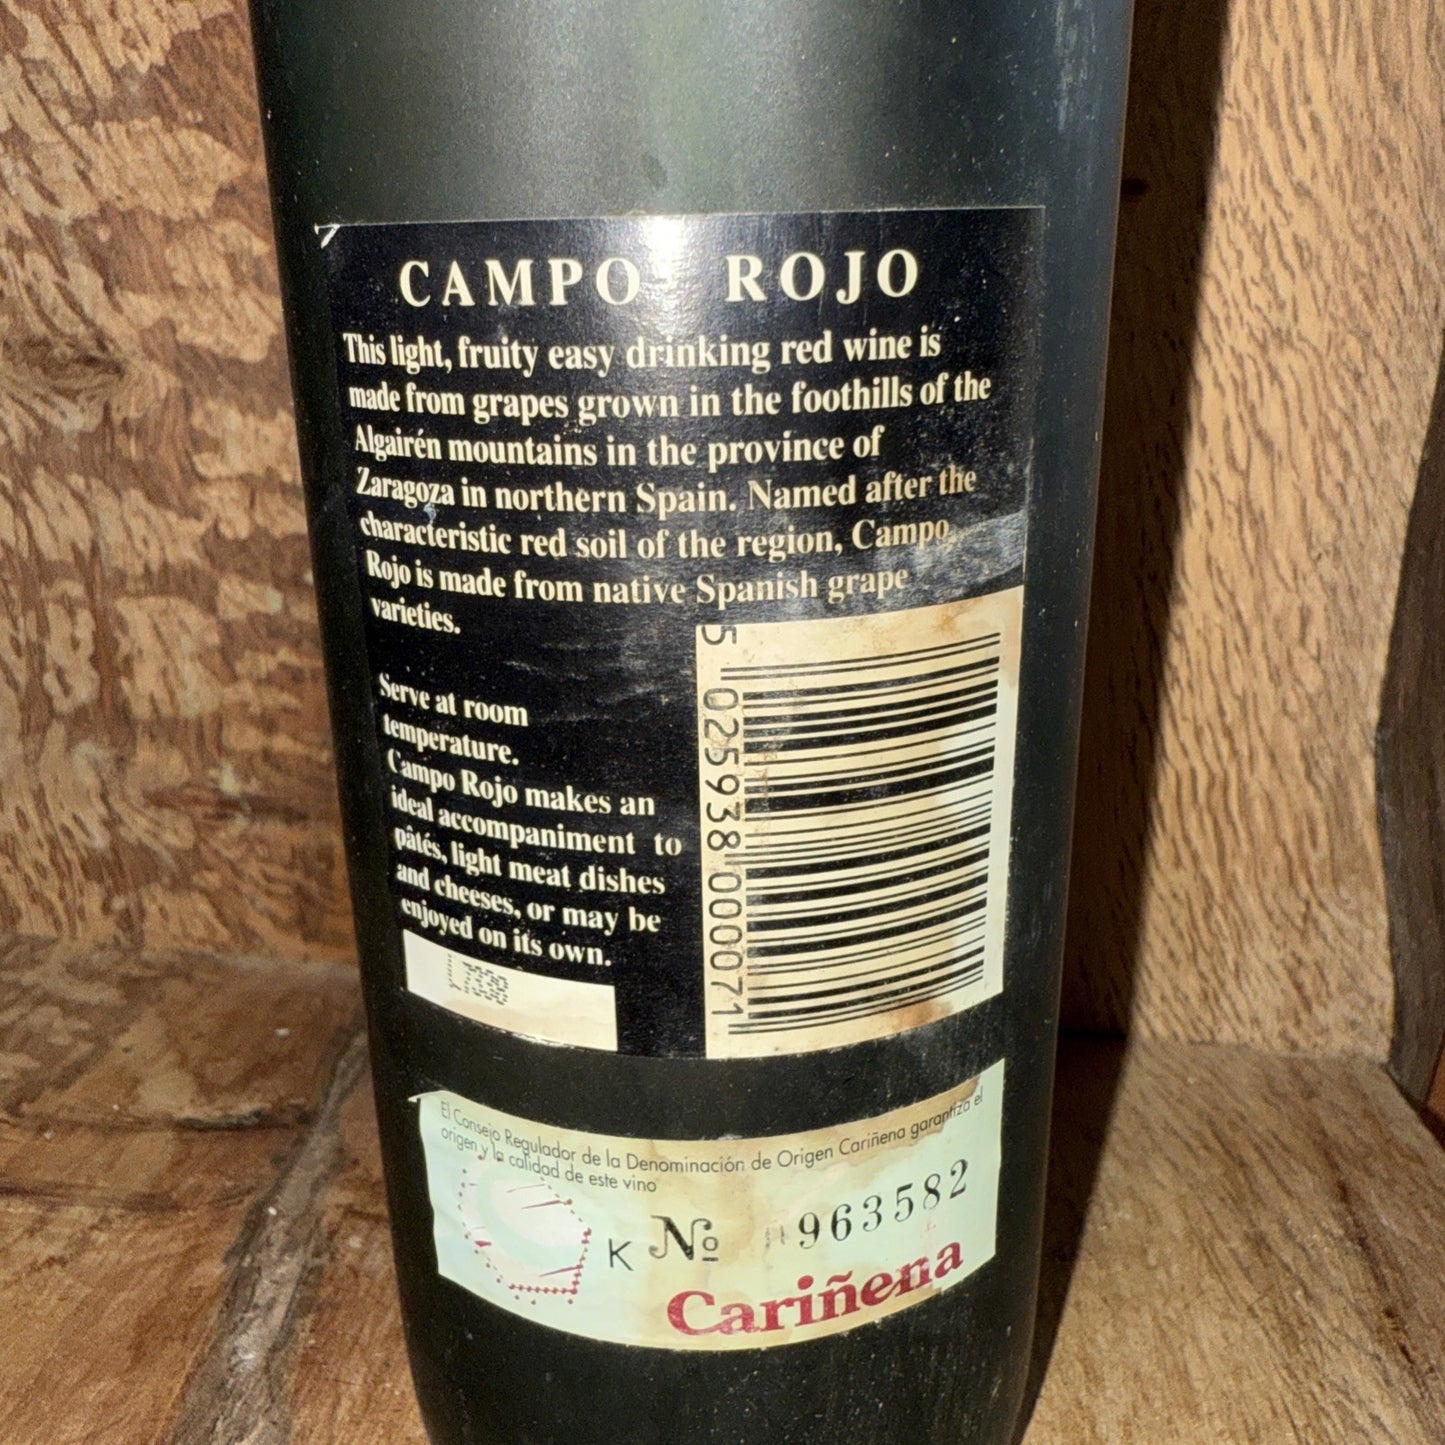 CAMPO ROJO
This light, fruity easy drinking red wine is
made from grapes grown in the foothills of the
Algairén mountains in the province of
Zaragoza in northern Spain. Named after the
characteristic red soil of the region, Campo
Rojo is made from native Spanish grape
varieties.
Serve at room
temperature.
Campo Rojo makes an
ideal accompaniment to
pâtés, light meat dishes
and cheeses, or may be
enjoyed on its own.
5 025938 000071
El Consejo Regulador de la Denominación de Origen Cariñena garantiza el
origen y la calidad de este vino
K Nº 963582
Cariñena